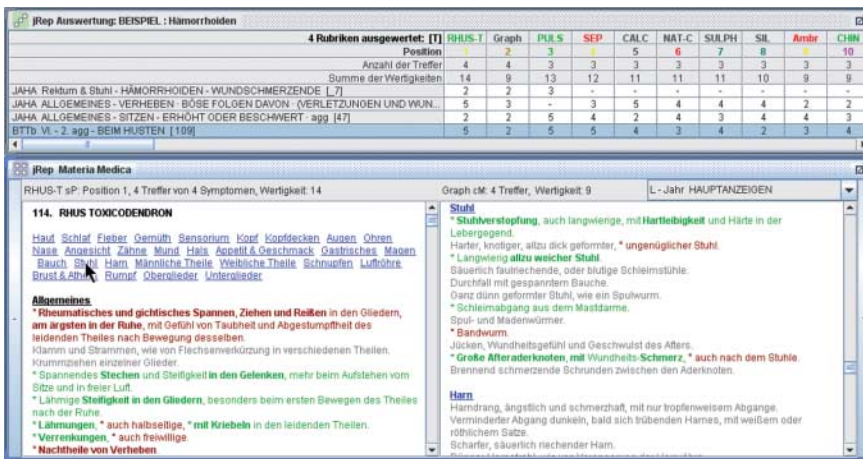 jRep Auswertung: BEISPIEL : Hämorrhoiden
4 Rubriken ausgewertet: [T] RHUS-T Graph PULS SEP CALC NAT-C SULPH SIL Ambr CHIN
Position 1 2 3 4 5 6 7 8 9 10
Anzahl der Treffer 4 4 3 3 3 3 3 3 3 3
Summe der Wertigkeiten 14 9 13 12 11 11 11 10 9 9
JAHA Rektum & Stuhl - HÄMORRHOIDEN - WUNDSCHMERZENDE [_7] 2 2 3 - - - - - - -
JAHA ALLGEMEINES - VERHEBEN · BÖSE FOLGEN DAVON · (VERLETZUNGEN UND WUN... 5 3 - 3 5 4 4 4 2 2
JAHA ALLGEMEINES - SITZEN - ERHÖHT ODER BESCHWERT · agg [47] 2 2 5 4 2 4 3 4 4 3
BTTb VI. - 2. agg - BEIM HUSTEN [109] 5 2 5 5 4 3 4 2 3 4
jRep Materia Medica
RHUS-T sP: Position 1, 4 Treffer von 4 Symptomen, Wertigkeit: 14
Graph cM: 4 Treffer, Wertigkeit: 9
L - Jahr HAUPTANZEIGEN
114. RHUS TOXICODENDRON
Haut Schlaf Fieber Gemüth Sensorium Kopf Kopfdecken Augen Ohren
Nase Angesicht Zähne Mund Hals Appetit & Geschmack Gastrisches Magen
Bauch Stuhl Harn Männliche Theile Weibliche Theile Schnupfen Luftröhre
Brust & Athem Rumpf Oberglieder Unterglieder
Allgemeines
* Rheumatisches und gichtisches Spannen, Ziehen und Reißen in den Gliedern,
am ärgsten in der Ruhe, mit Gefühl von Taubheit und Abgestumpftheit des
leidenden Theiles nach Bewegung desselben.
Klamm und Strammen, wie von Flechsenverkürzung in verschiedenen Theilen.
Krummziehen einzelner Glieder.
* Spannendes Stechen und Steifigkeit in den Gelenken, mehr beim Aufstehen vom
Sitze und in freier Luft.
* Lähmige Steifigkeit in den Gliedern, besonders beim ersten Bewegen des Theiles
nach der Ruhe.
* Lähmungen, * auch halbseitige, * mit Kriebeln in den leidenden Theilen.
* Verrenkungen, * auch freiwillige.
* Nachtheile von Verheben.
Stuhl
* Stuhlverstopfung, auch langwierige, mit Hartleibigkeit und Härte in der
Lebergegend.
Harter, knotiger, allzu dick geformter, * ungenüglicher Stuhl.
* Langwierig allzu weicher Stuhl.
Säuerlich faulriechende, oder blutige Schleimstühle.
Durchfall mit gespanntem Bauche.
Ganz dünn geformter Stuhl, wie ein Spulwurm.
* Schleimabgang aus dem Mastdarme.
Spul- und Madenwürmer.
* Bandwurm.
Jücken, Wundheitsgefühl und Geschwulst des Afters.
* Große Afteraderknoten, mit Wundheits-Schmerz, * auch nach dem Stuhle.
Brennend schmerzende Schrunden zwischen den Aderknoten.
Harn
Harndrang, ängstlich und schmerzhaft, mit nur tropfenweisem Abgange.
Verminderter Abgang dunkeln, bald sich trübenden Harnes, mit weißem oder
röthlichem Satze.
Scharfer, säuerlich riechender Harn.